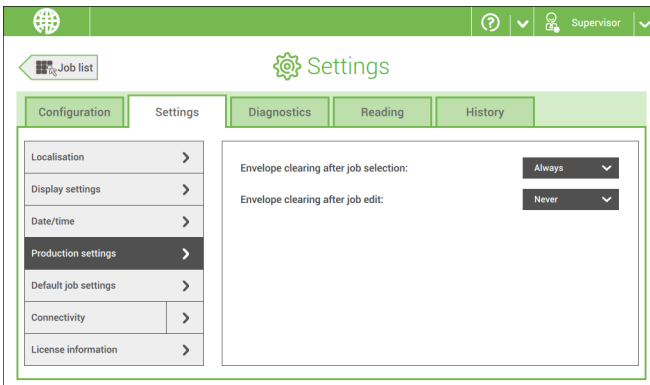 Supervisor
Job list
Settings
Configuration
Settings
Diagnostics
Reading
History
Localisation
Display settings
Date/time
Production settings
Default job settings
Connectivity
License information
Envelope clearing after job selection:
Always
Envelope clearing after job edit:
Never